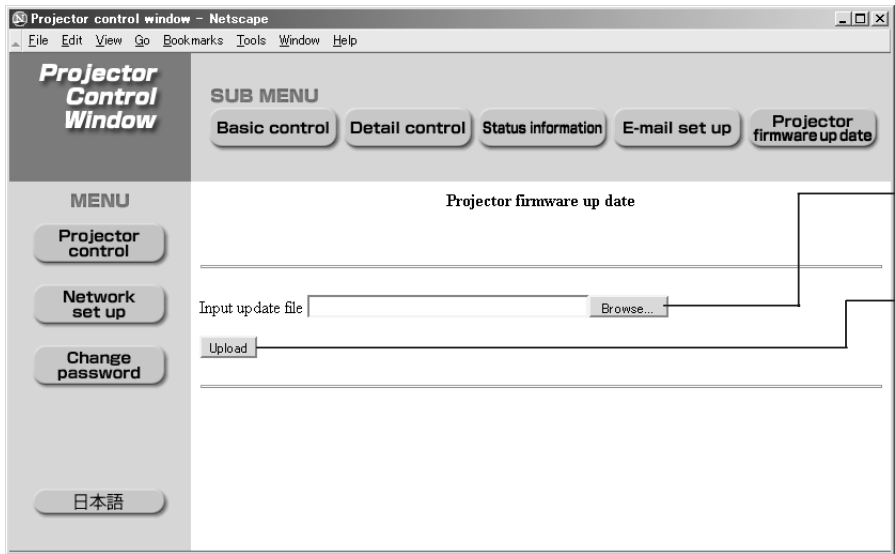 Projector control window - Netscape
File Edit View Go Bookmarks Tools Window Help
Projector
Control
Window
SUB MENU
Basic control
Detail control
Status information
E-mail set up
Projector
firmware up date
MENU
Projector
control
Network
set up
Change
password
日本語
Projector firmware up date
Input update file
Browse...
Upload